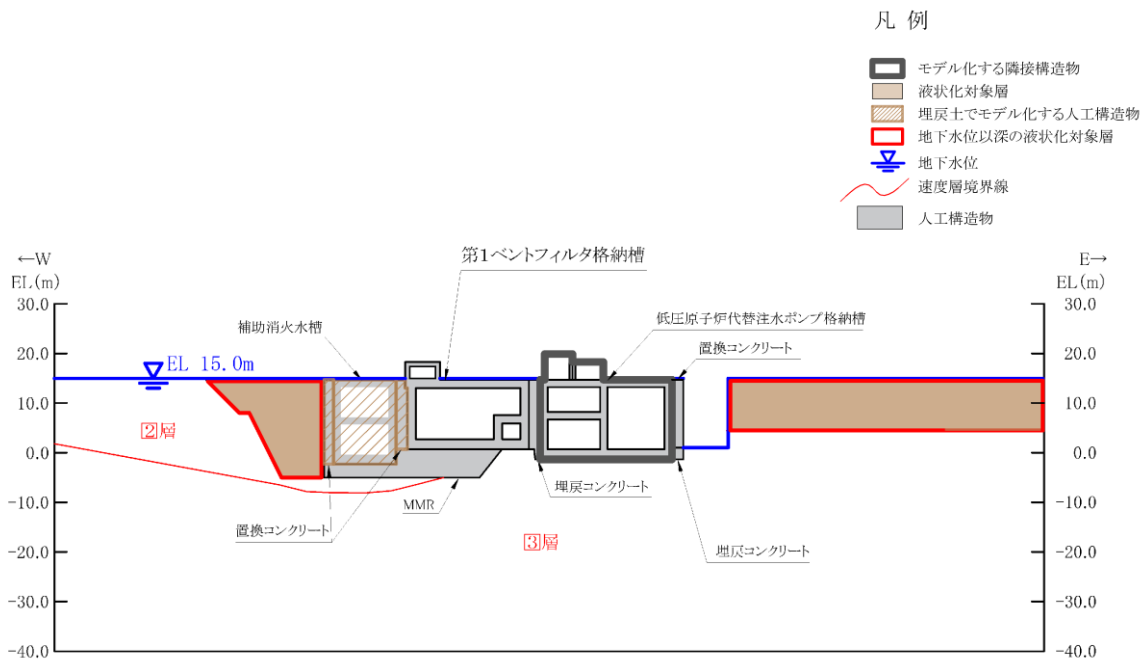 凡 例
モデル化する隣接構造物
液状化対象層
埋戻土でモデル化する人工構造物
地下水位以深の液状化対象層
地下水位
速度層境界線
人工構造物
←W
EL(m)
E→
EL(m)
第1ベントフィルタ格納槽
補助消火水槽
低圧原子炉代替注水ポンプ格納槽
置換コンクリート
EL 15.0m
②層
③層
置換コンクリート
MMR
埋戻コンクリート
埋戻コンクリート
30.0
20.0
10.0
0.0
-10.0
-20.0
-30.0
-40.0
30.0
20.0
10.0
0.0
-10.0
-20.0
-30.0
-40.0